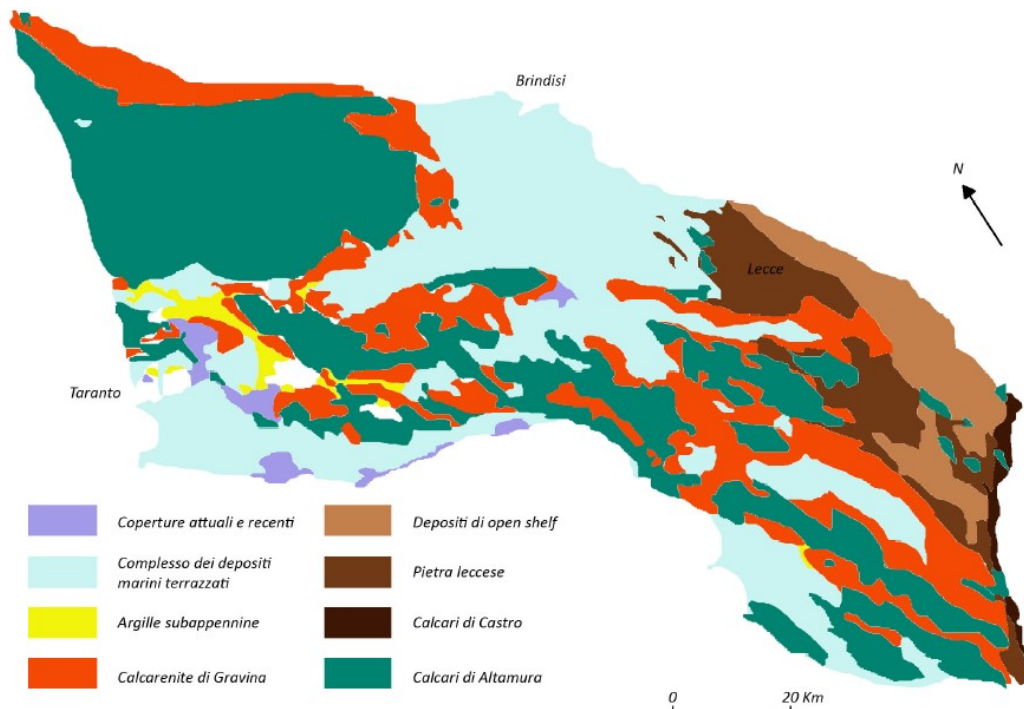 Brindisi
N
Lecce
Taranto
Coperture attuali e recenti
Complesso dei depositi
marini terrazzati
Argille subappennine
Calcarenite di Gravina
Depositi di open shelf
Pietra leccese
Calcari di Castro
Calcari di Altamura
0 20 Km